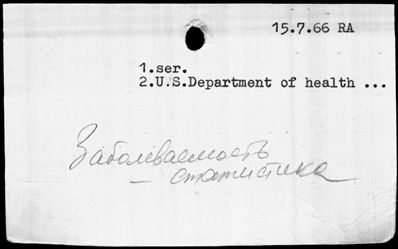 15.7.66 RA
1.ser.
2.U.S.Department of health ...
Заболеваемость
– статистика